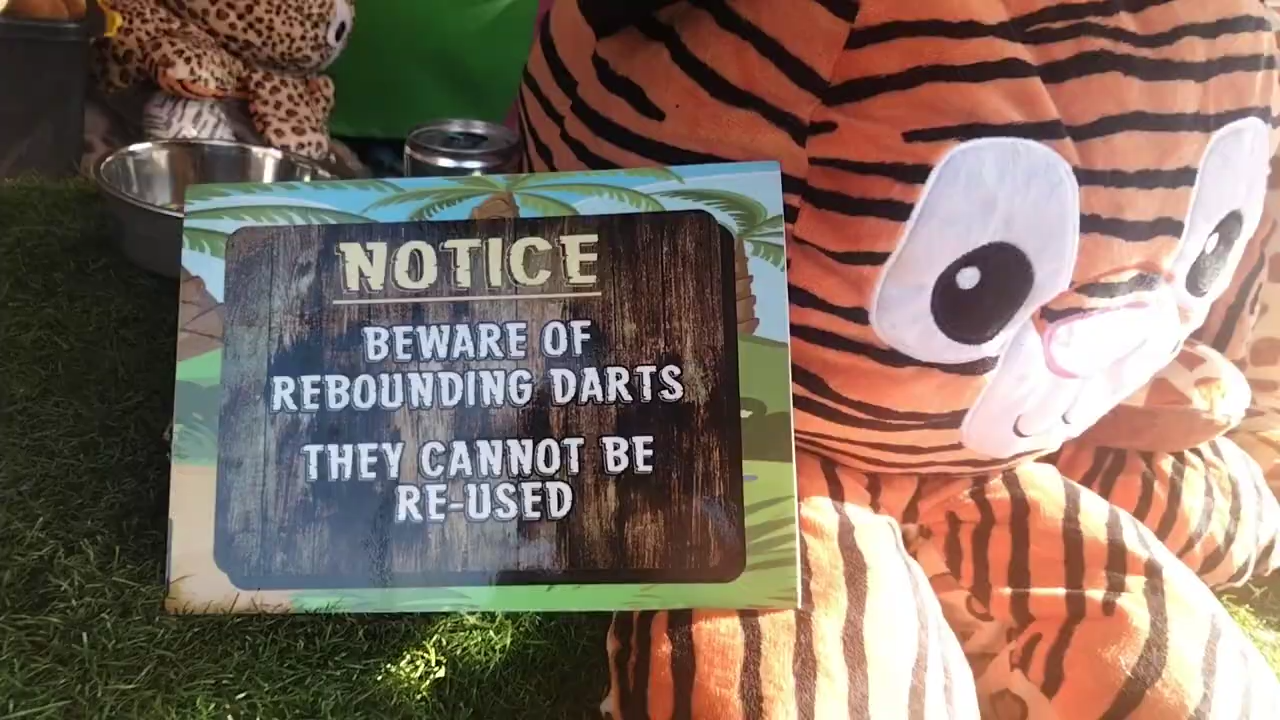 NOTICE
BEWARE OF
REBOUNDING DARTS
THEY CANNOT BE
RE-USED